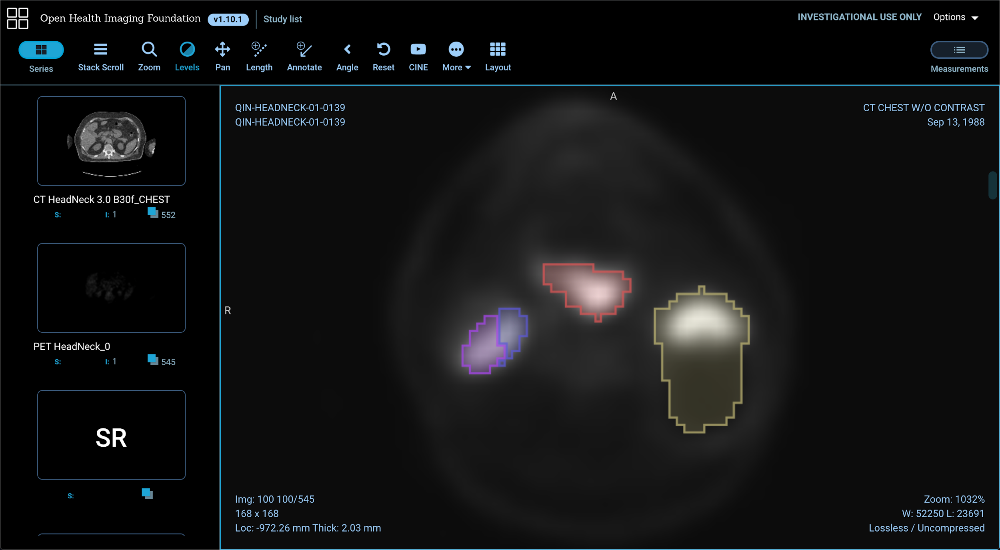 Open Health Imaging Foundation v1.10.1 Study list
INVESTIGATIONAL USE ONLY Options
Series Stack Scroll Zoom Levels Pan Length Annotate Angle Reset CINE More Layout Measurements
CT HeadNeck 3.0 B30f_CHEST
S: I: 1 552
PET HeadNeck_0
S: I: 1 545
SR
S:
A
QIN-HEADNECK-01-0139
QIN-HEADNECK-01-0139
CT CHEST W/O CONTRAST
Sep 13, 1988
R
Img: 100 100/545
168 x 168
Loc: -972.26 mm Thick: 2.03 mm
Zoom: 1032%
W: 52250 L: 23691
Lossless / Uncompressed